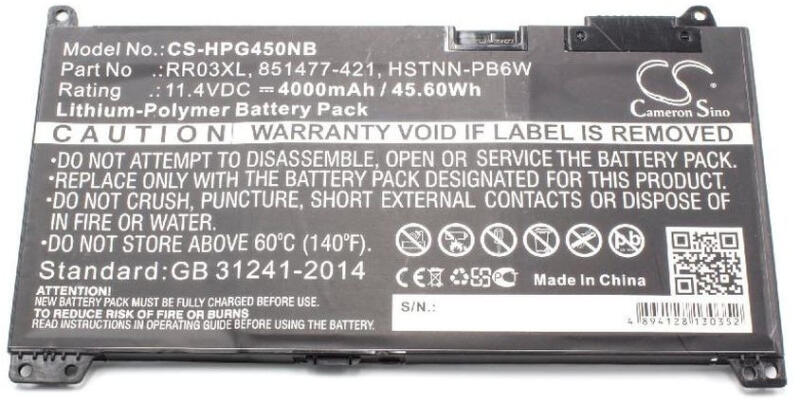 Model No.: CS-HPG450NB
Part No :RR03XL, 851477-421, HSTNN-PB6W
Rating :11.4VDC ⎓ 4000mAh / 45.60Wh
Lithium-Polymer Battery Pack
CS
Cameron Sino
CAUTION WARRANTY VOID IF LABEL IS REMOVED
•DO NOT ATTEMPT TO DISASSEMBLE, OPEN OR SERVICE THE BATTERY PACK.
•REPLACE ONLY WITH THE BATTERY PACK DESIGNATED FOR THIS PRODUCT.
•DO NOT CRUSH, PUNCTURE, SHORT EXTERNAL CONTACTS OR DISPOSE OF
IN FIRE OR WATER.
•DO NOT STORE ABOVE 60°C (140°F).
Standard:GB 31241-2014
ATTENTION!
NEW BATTERY PACK MUST BE FULLY CHARGED BEFORE USE
TO REDUCE RISK OF FIRE OR BURNS
READ INSTRUCTIONS IN OPERATING GUIDE BEFORE USING BATTERY.
Pb
CE PG Made In China
S/N.:
4 894128 130352